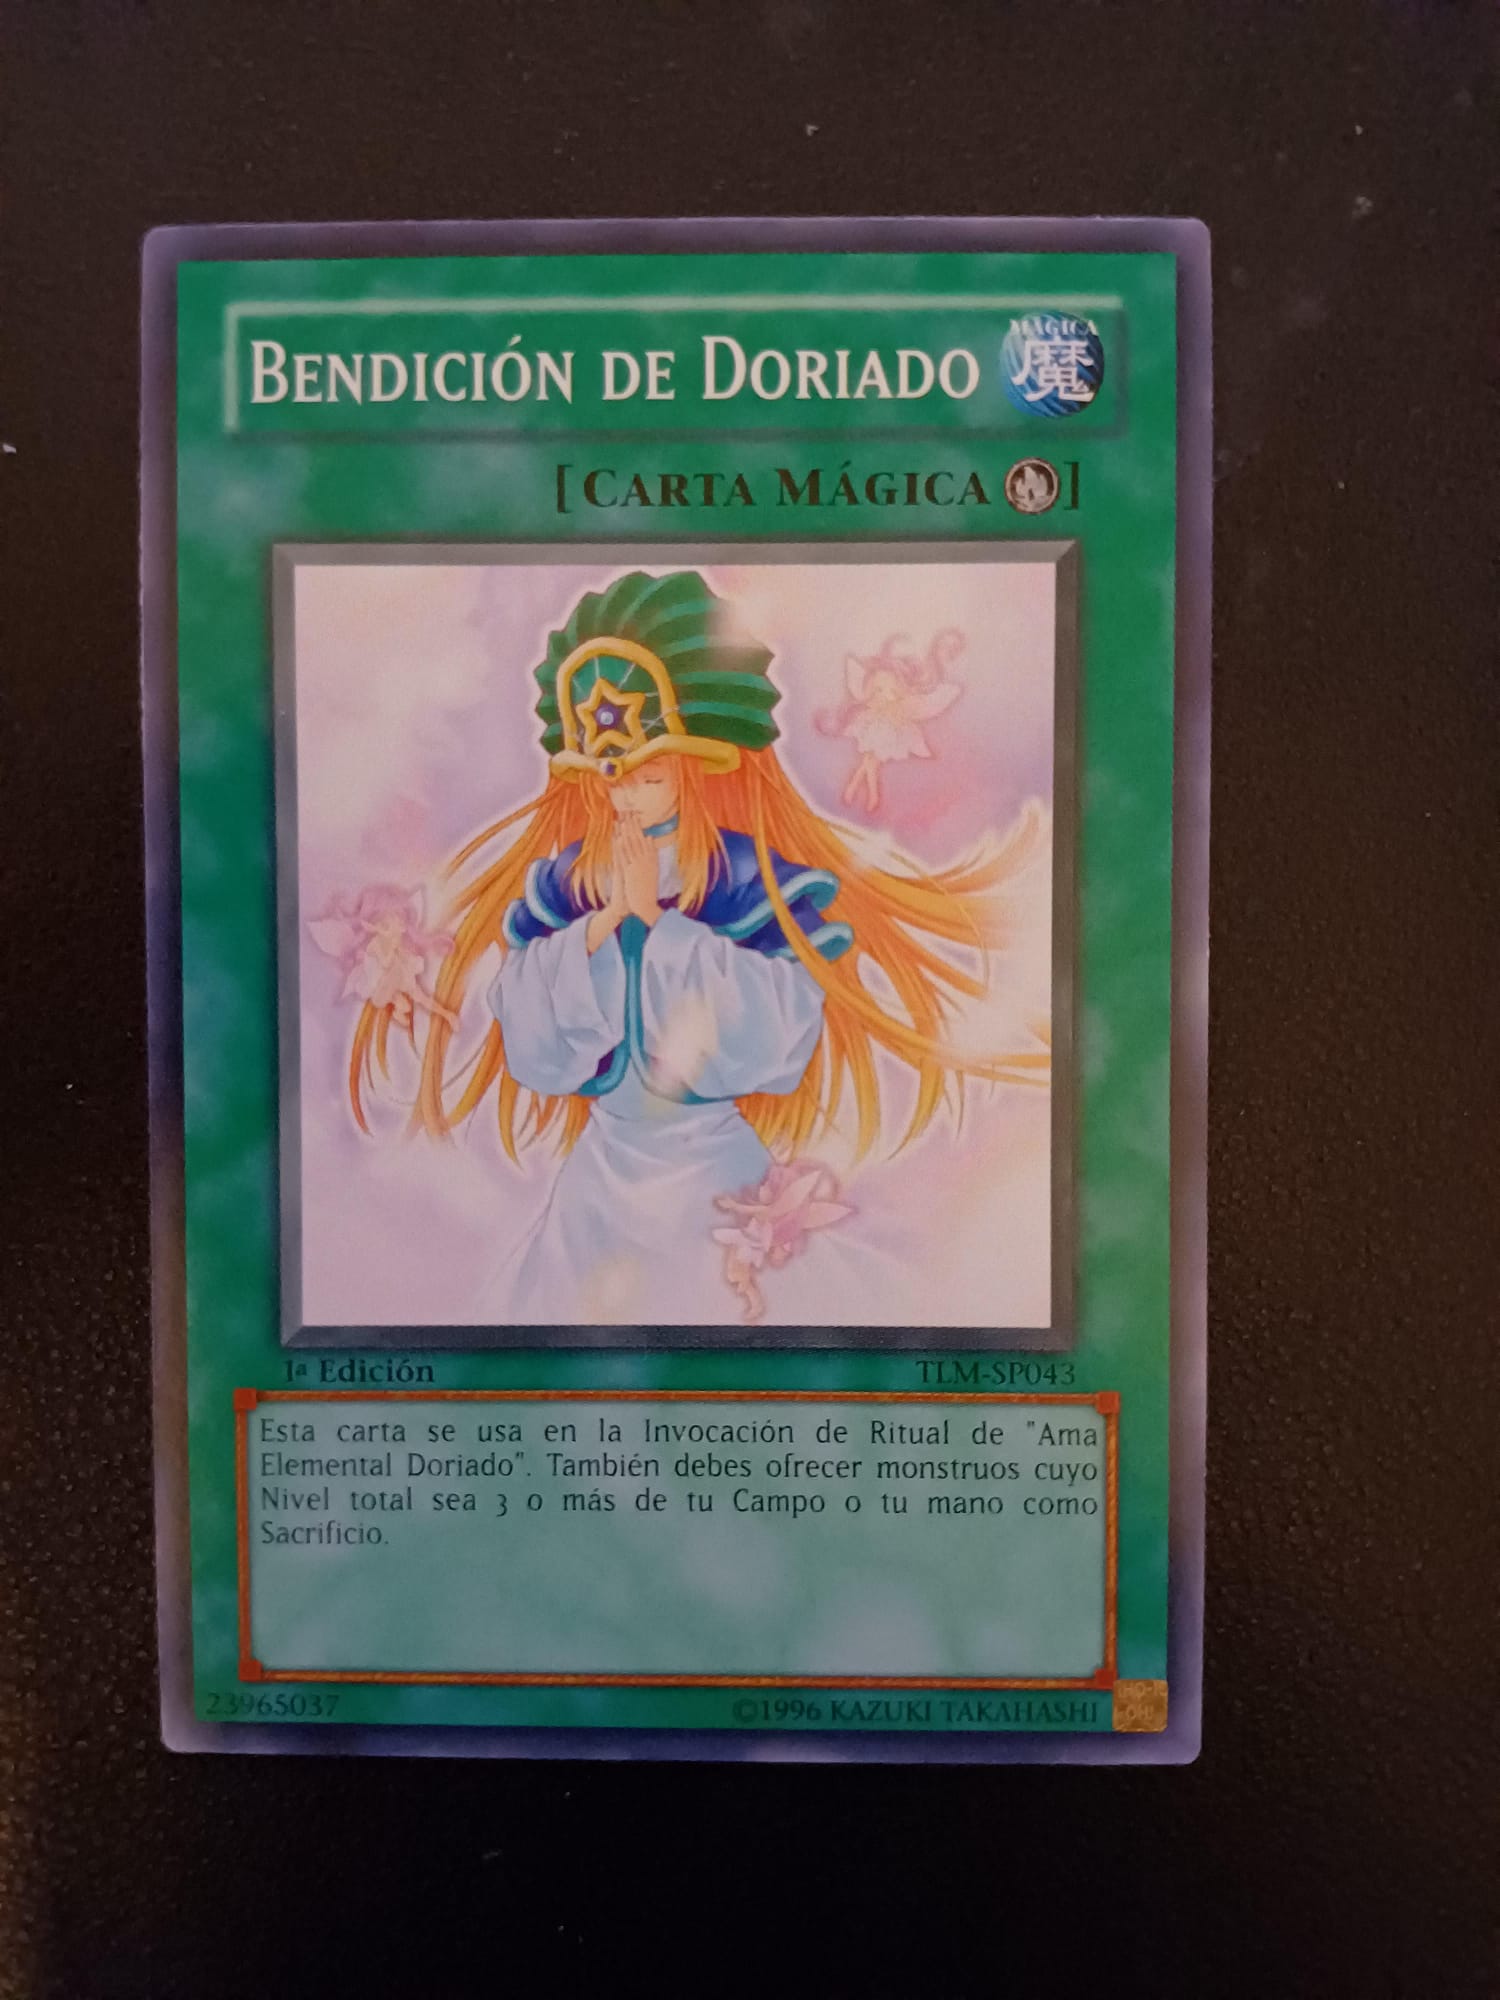 BENDICIÓN DE DORIADO
MÁGICA
魔
[CARTA MÁGICA]
1ª Edición
TLM-SP043
Esta carta se usa en la Invocación de Ritual de "Ama
Elemental Doriado". También debes ofrecer monstruos cuyo
Nivel total sea 3 o más de tu Campo o tu mano como
Sacrificio.
23965037
©1996 KAZUKI TAKAHASHI